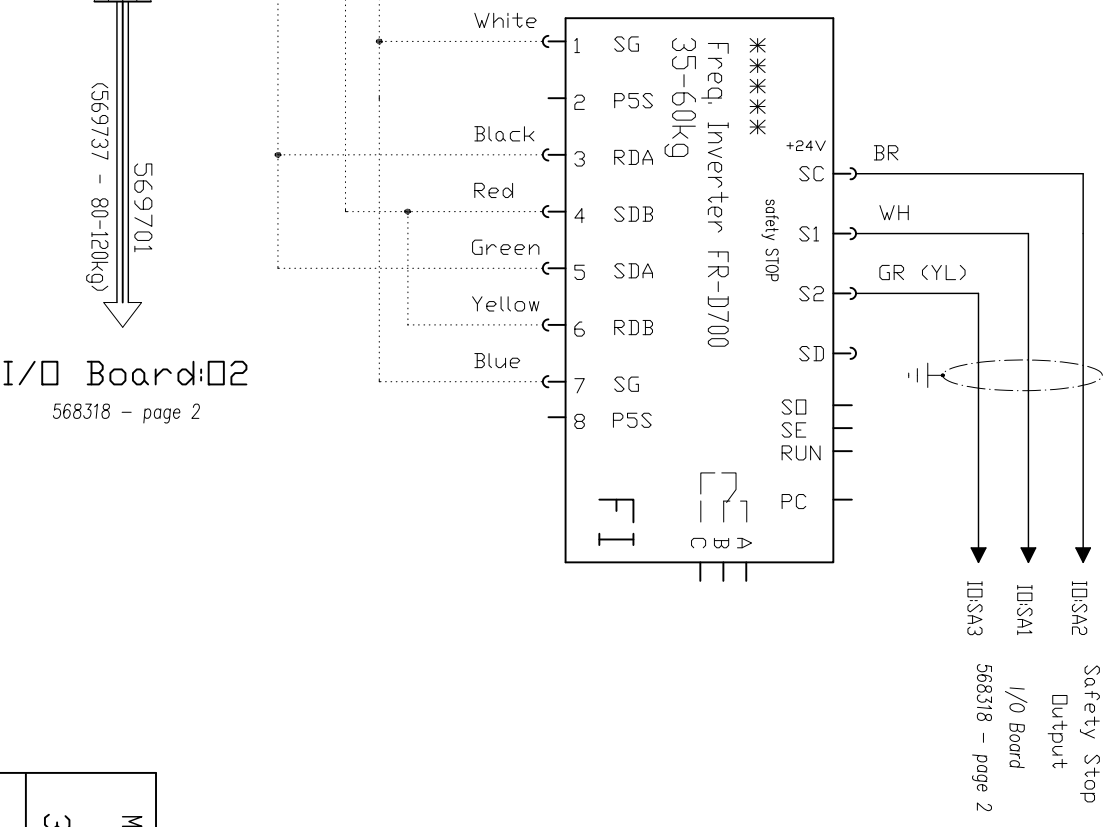 569701
(569737 - 80-120kg)
I/O Board:O2
568318 - page 2
White
Black
Red
Green
Yellow
Blue
1 SG
2 P5S
3 RDA
4 SDB
5 SDA
6 RDB
7 SG
8 P5S
*****
Freq. Inverter FR-D700
35-60kg
FI
safety STOP
+24V
SC
S1
S2
SD
SO
SE
RUN
PC
A
B
C
BR
WH
GR (YL)
IO:SA2
IO:SA1
IO:SA3
Safety Stop
Output
I/O Board
568318 - page 2
M
3